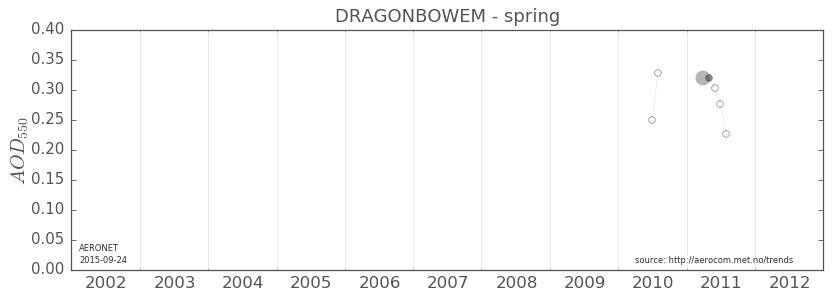 DRAGONBOWEM - spring
0.40
0.35
0.30
0.25
0.20
0.15
0.10
0.05
0.00
AOD550
AERONET
2015-09-24
source: http://aerocom.met.no/trends
2002 2003 2004 2005 2006 2007 2008 2009 2010 2011 2012